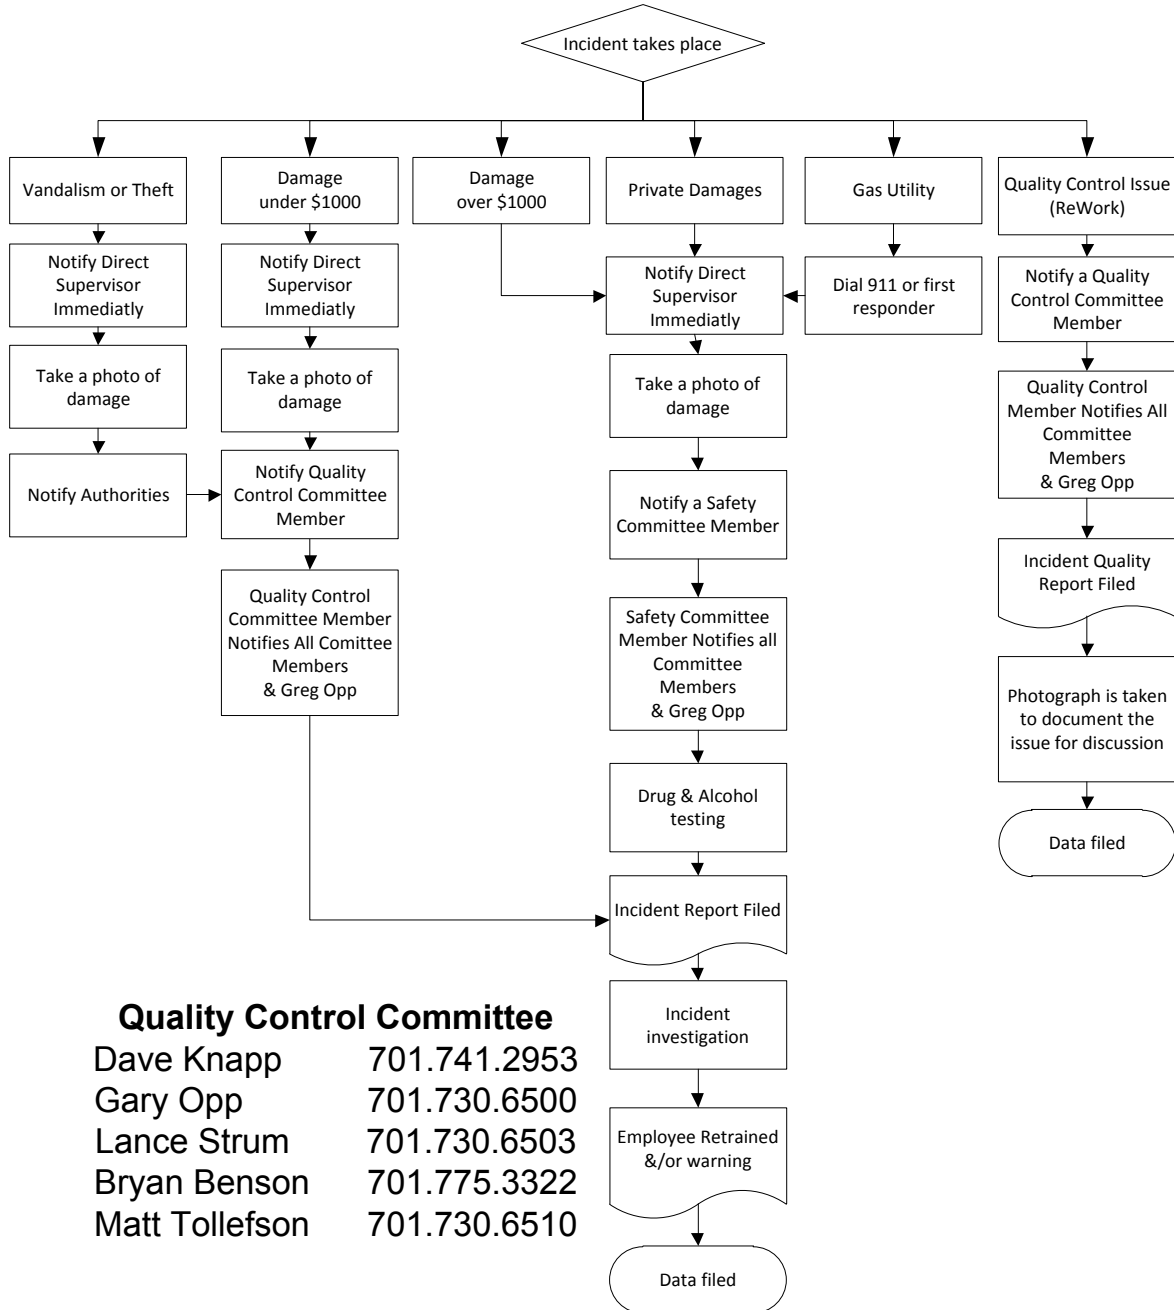 Incident takes place
Vandalism or Theft
Damage
under $1000
Damage
over $1000
Private Damages
Gas Utility
Quality Control Issue
(ReWork)
Notify Direct
Supervisor
Immediatly
Notify Direct
Supervisor
Immediatly
Notify Direct
Supervisor
Immediatly
Dial 911 or first
responder
Notify a Quality
Control Committee
Member
Take a photo of
damage
Take a photo of
damage
Take a photo of
damage
Quality Control
Member Notifies All
Committee
Members
& Greg Opp
Notify Authorities
Notify Quality
Control Committee
Member
Notify a Safety
Committee Member
Incident Quality
Report Filed
Quality Control
Committee Member
Notifies All Comittee
Members
& Greg Opp
Safety Committee
Member Notifies all
Committee
Members
& Greg Opp
Photograph is taken
to document the
issue for discussion
Drug & Alcohol
testing
Data filed
Incident Report Filed
Incident
investigation
Employee Retrained
&/or warning
Data filed
Quality Control Committee
Dave Knapp 701.741.2953
Gary Opp 701.730.6500
Lance Strum 701.730.6503
Bryan Benson 701.775.3322
Matt Tollefson 701.730.6510